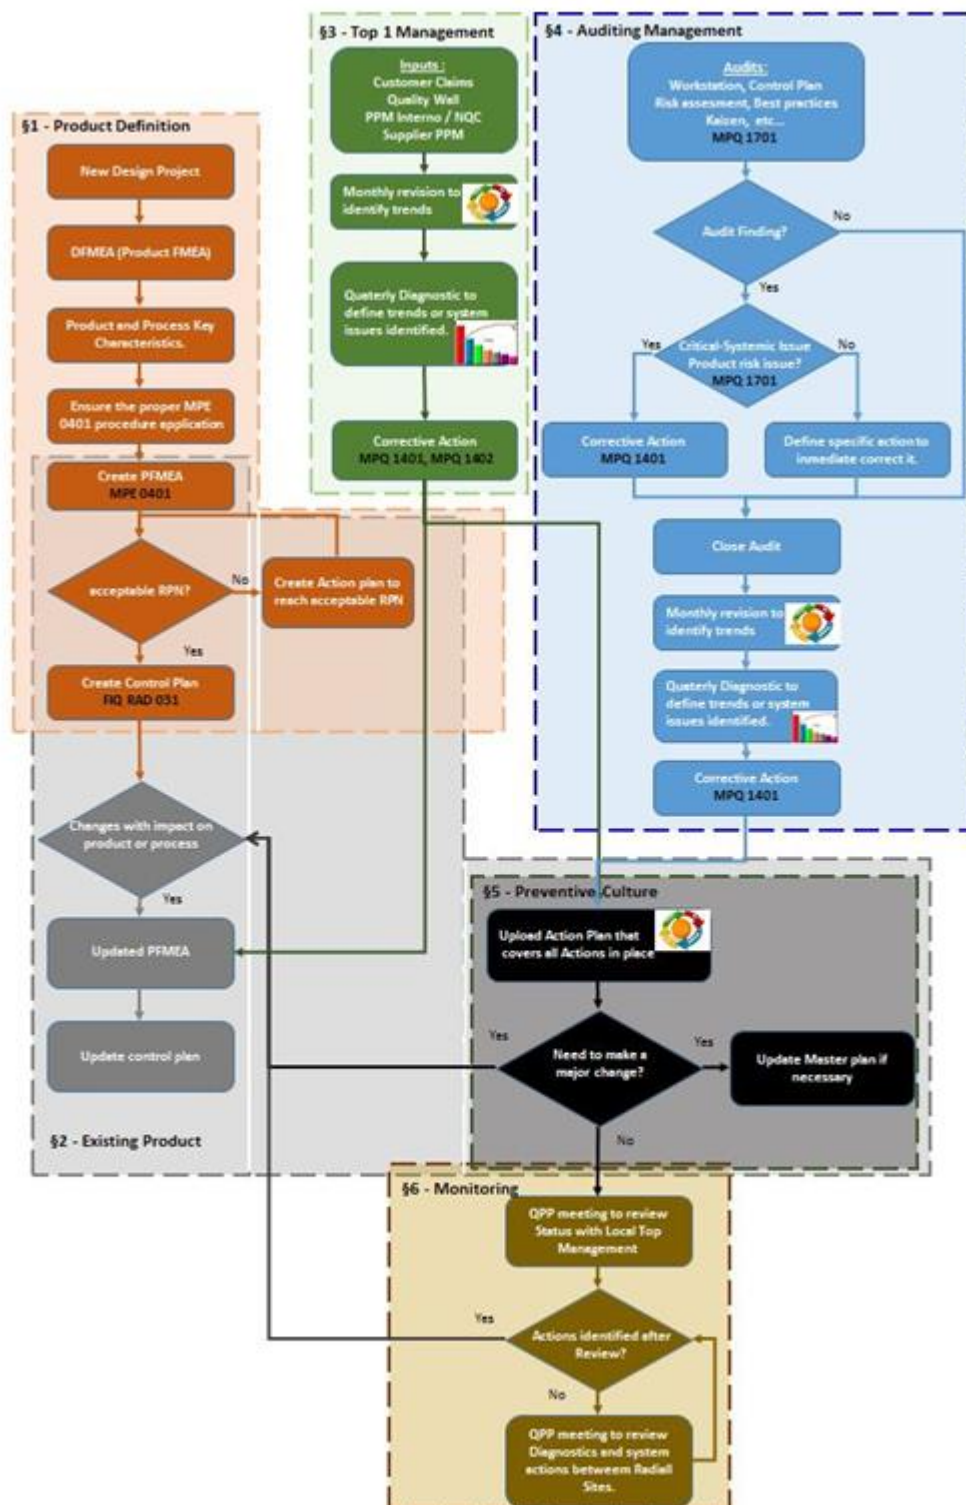 §1 - Product Definition
New Design Project
DFMEA (Product FMEA)
Product and Process Key
Characteristics.
Ensure the proper MPE
0401 procedure application
Create PFMEA
MPE 0401
acceptable RPN?
No
Create Action plan to
reach acceptable RPN
Yes
Create Control Plan
FIQ RAD 031
Changes with impact on
product or process
Yes
Updated PFMEA
Update control plan
§2 - Existing Product
§3 - Top 1 Management
Inputs :
Customer Claims
Quality Wall
PPM Interno / NQC
Supplier PPM
Monthly revision to
identify trends
Quaterly Diagnostic to
define trends or system
issues identified.
Corrective Action
MPQ 1401, MPQ 1402
§4 - Auditing Management
Audits:
Workstation, Control Plan
Risk assesment, Best practices
Kaizen, etc...
MPQ 1701
Audit Finding?
No
Yes
Critical-Systemic Issue
Product risk issue?
MPQ 1701
Yes
No
Corrective Action
MPQ 1401
Define specific action to
inmediate correct it.
Close Audit
Monthly revision to
identify trends
Quaterly Diagnostic to
define trends or system
issues identified.
Corrective Action
MPQ 1401
§5 - Preventive Culture
Upload Action Plan that
covers all Actions in place
Need to make a
major change?
Yes
Yes
Update Master plan if
necessary
No
§6 - Monitoring
QPP meeting to review
Status with Local Top
Management
Actions identified after
Review?
Yes
No
QPP meeting to review
Diagnostics and system
actions betweem Radiall
Sites.